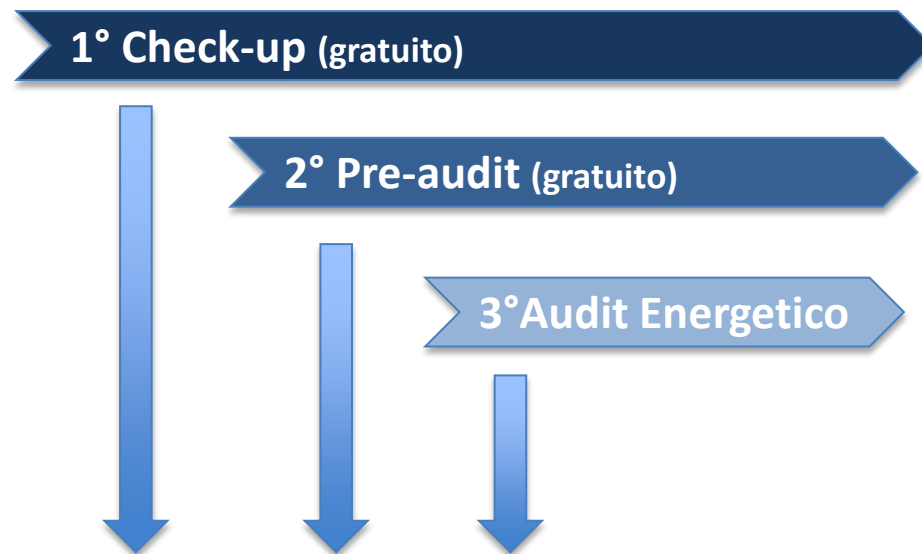 1° Check-up (gratuito)
2° Pre-audit (gratuito)
3°Audit Energetico